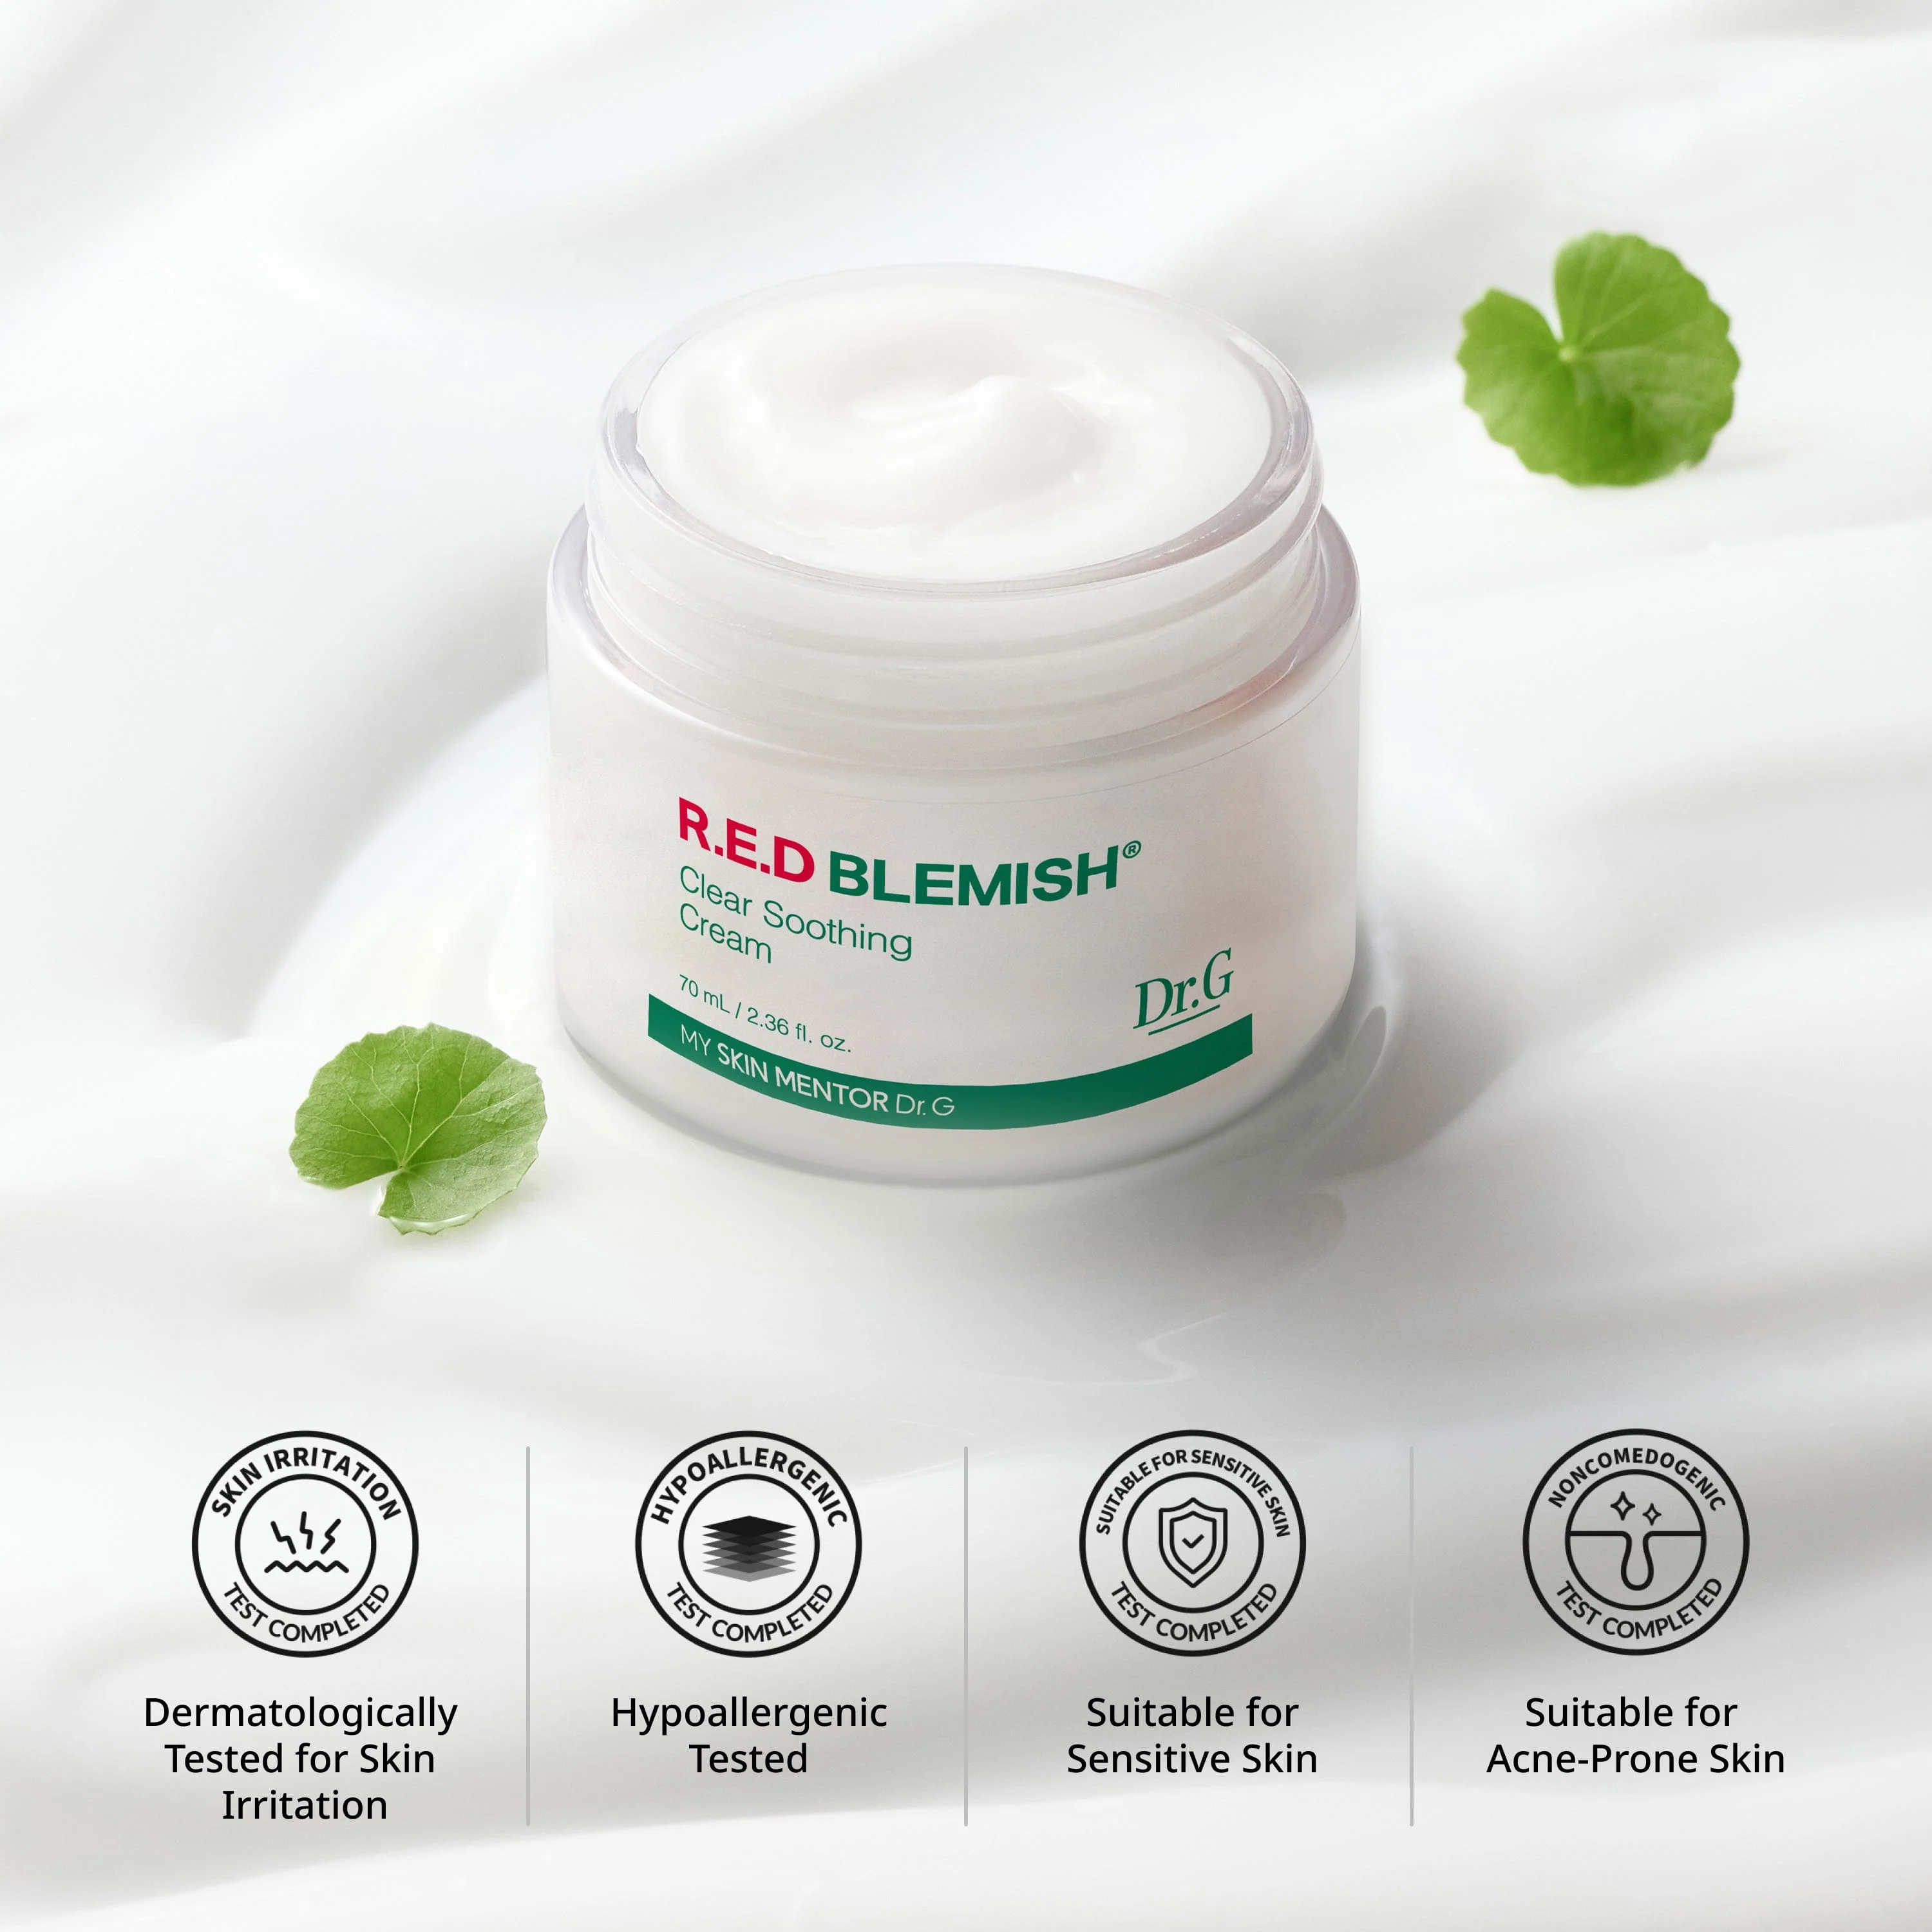 R.E.D BLEMISH®
Clear Soothing
Cream
70 mL / 2.36 fl. oz.
Dr.G
MY SKIN MENTOR Dr.G
SKIN IRRITATION
TEST COMPLETED
Dermatologically
Tested for Skin
Irritation
HYPOALLERGENIC
TEST COMPLETED
Hypoallergenic
Tested
SUITABLE FOR SENSITIVE SKIN
TEST COMPLETED
Suitable for
Sensitive Skin
NONCOMEDOGENIC
TEST COMPLETED
Suitable for
Acne-Prone Skin